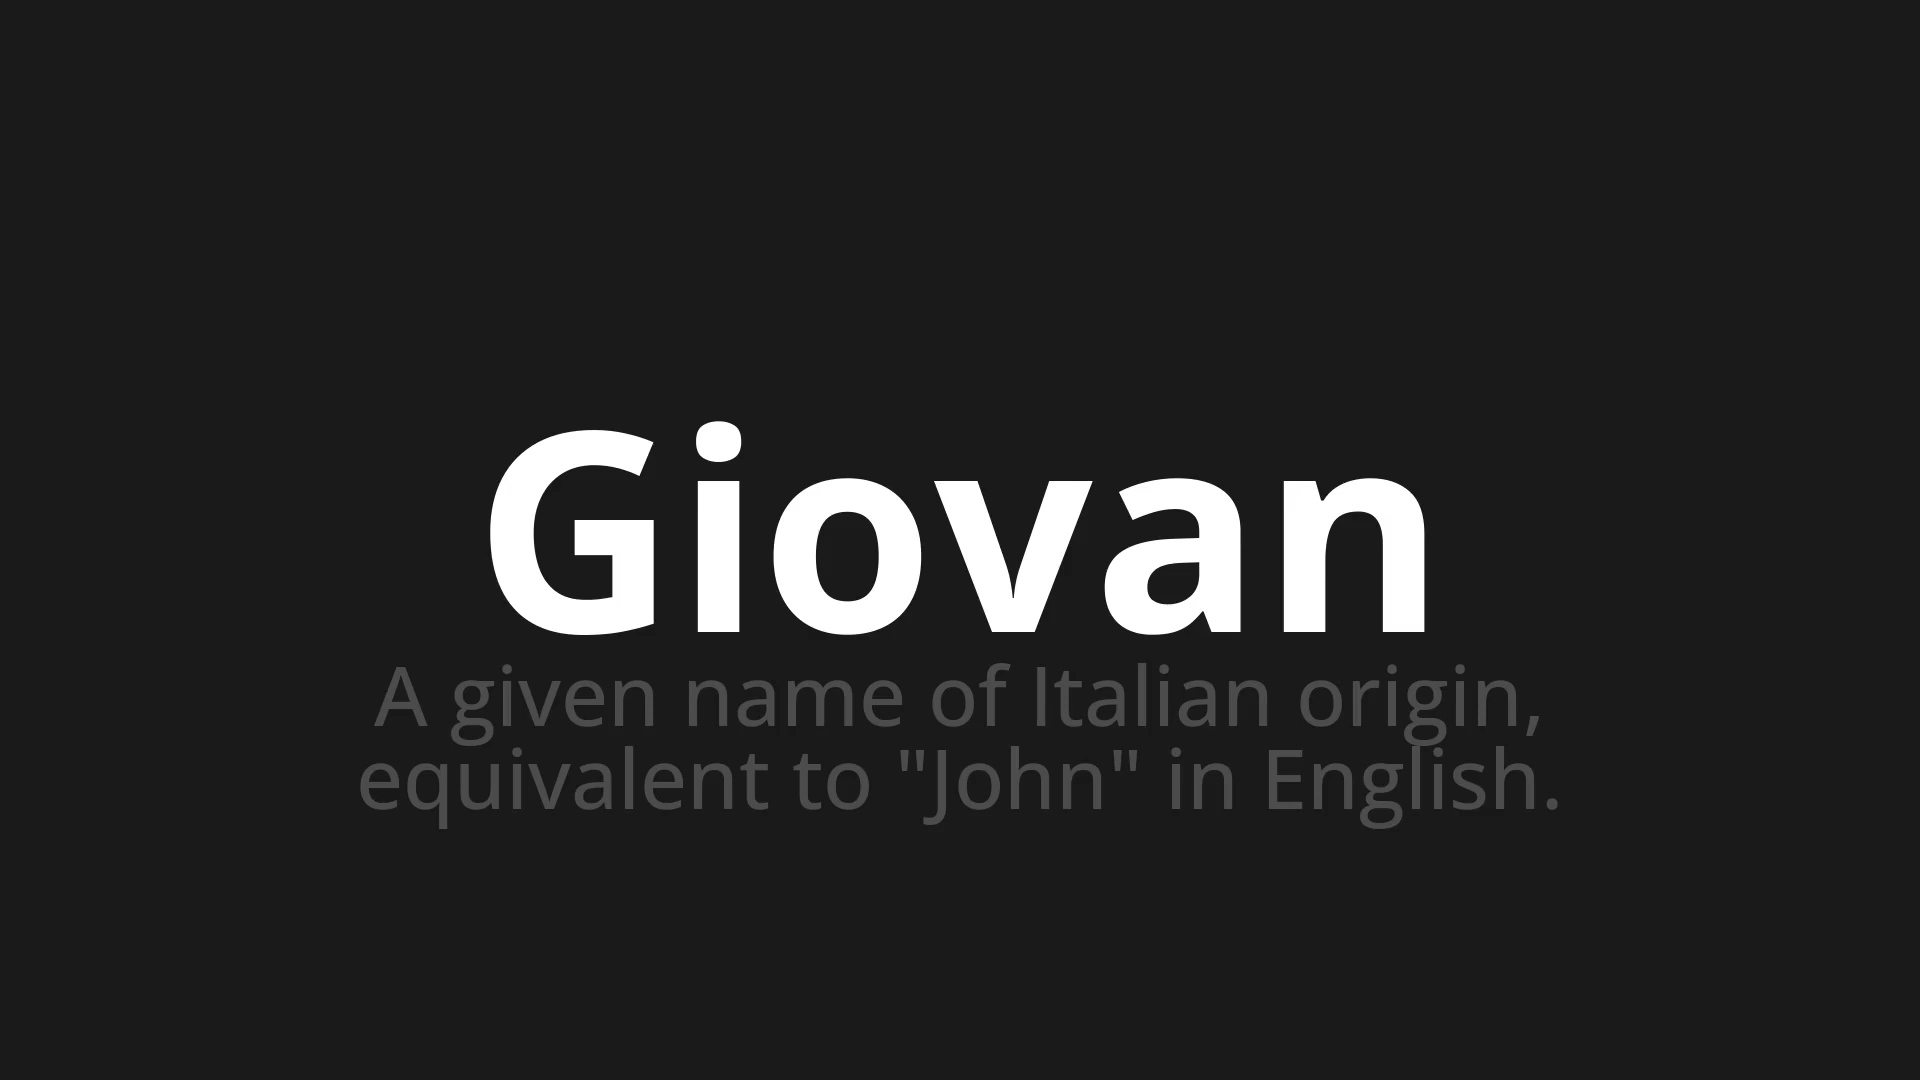 Giovan
A given name of Italian origin,
equivalent to "John" in English.